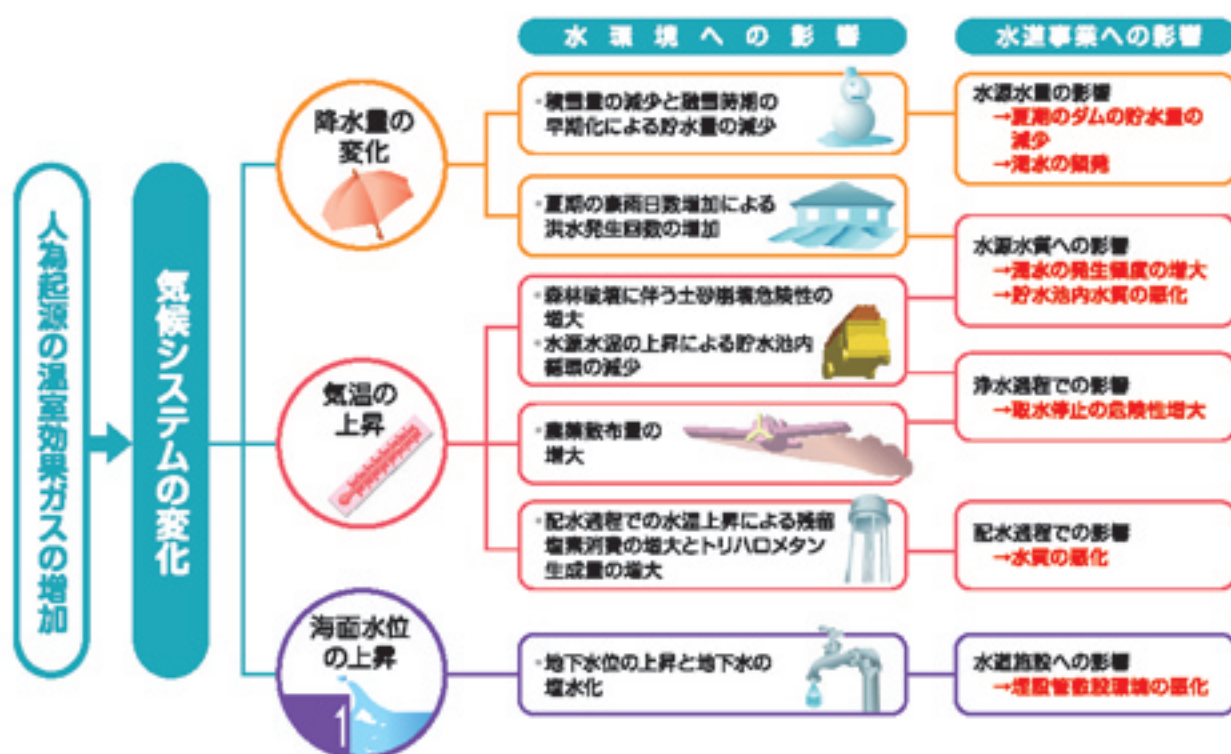 水環境への影響
水道事業への影響
人為起源の温室効果ガスの増加
気候システムの変化
降水量の
変化
・積雪量の減少と融雪時期の
早期化による貯水量の減少
水源水量の影響
→夏期のダムの貯水量の
減少
→渇水の頻発
・夏期の豪雨日数増加による
洪水発生回数の増加
水源水質への影響
→濁水の発生頻度の増大
→貯水池内水質の悪化
気温の
上昇
・森林破壊に伴う土砂崩壊危険性の
増大
・水源水温の上昇による貯水池内
循環の減少
浄水過程での影響
→取水停止の危険性増大
・農薬散布量の
増大
・配水過程での水温上昇による残留
塩素消費の増大とトリハロメタン
生成量の増大
配水過程での影響
→水質の悪化
海面水位
の上昇
・地下水位の上昇と地下水の
塩水化
水道施設への影響
→埋設管敷設環境の悪化